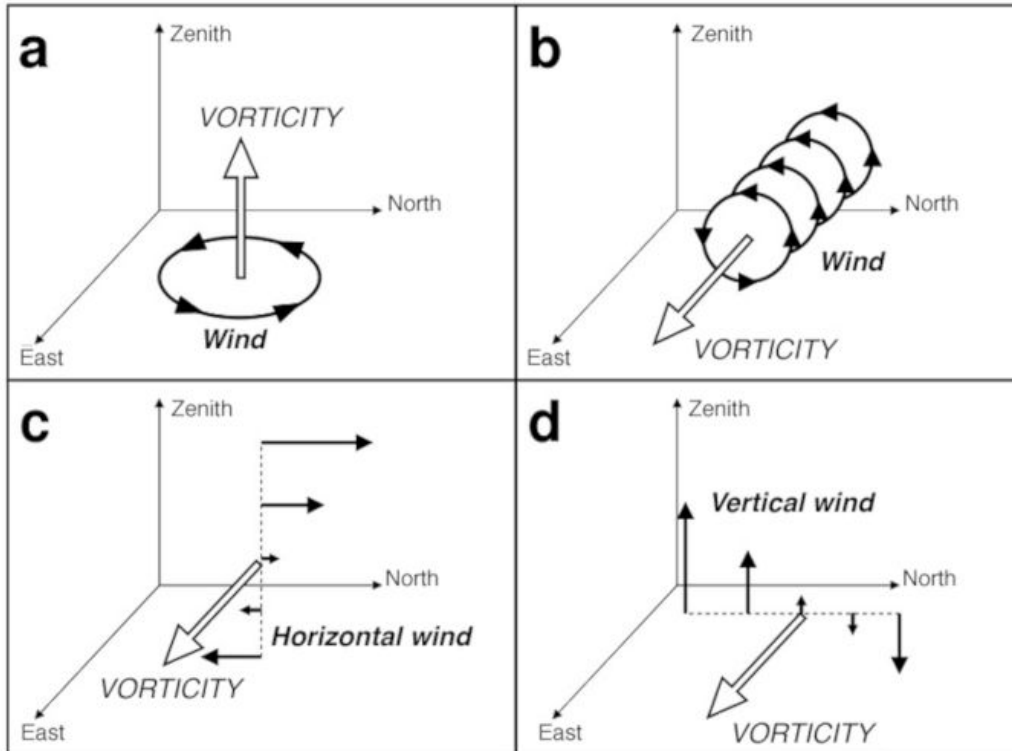 a
Zenith
VORTICITY
North
Wind
East
b
Zenith
North
Wind
East
VORTICITY
c
Zenith
North
Horizontal wind
VORTICITY
East
d
Zenith
Vertical wind
North
East
VORTICITY